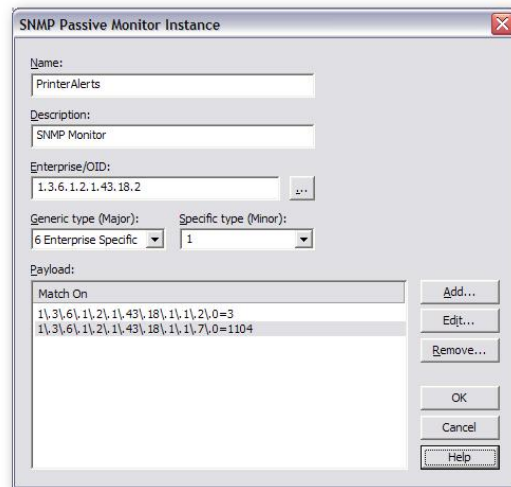 SNMP Passive Monitor Instance
Name:
PrinterAlerts
Description:
SNMP Monitor
Enterprise/OID:
1.3.6.1.2.1.43.18.2
...
Generic type (Major):
Specific type (Minor):
6 Enterprise Specific
1
Payload:
Match On
1\.3\.6\.1\.2\.1\.43\.18\.1\.1\.2\.0=3
1\.3\.6\.1\.2\.1\.43\.18\.1\.1\.7\.0=1104
Add...
Edit...
Remove...
OK
Cancel
Help